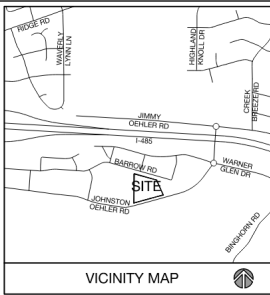 RIDGE RD
WAVERLY
LYNN LN
HIGHLAND
KNOLL DR
CREEK
BREEZE RD
JIMMY
OEHLER RD
I-485
BARROW RD
WARNER
GLEN DR
SITE
JOHNSTON
OEHLER RD
BINGHORN RD
VICINITY MAP